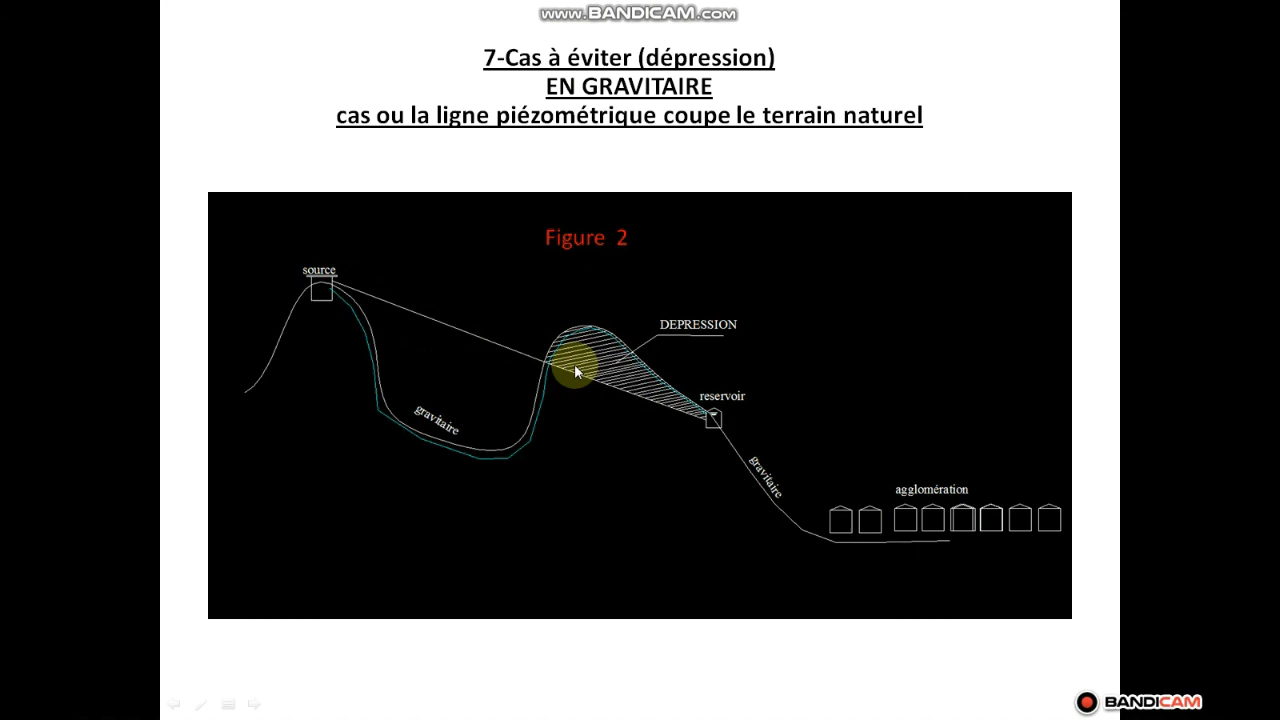 www.BANDICAM.com
7-Cas à éviter (dépression)
EN GRAVITAIRE
cas ou la ligne piézométrique coupe le terrain naturel
Figure 2
source
DEPRESSION
reservoir
gravitaire
gravitaire
agglomération
BANDICAM